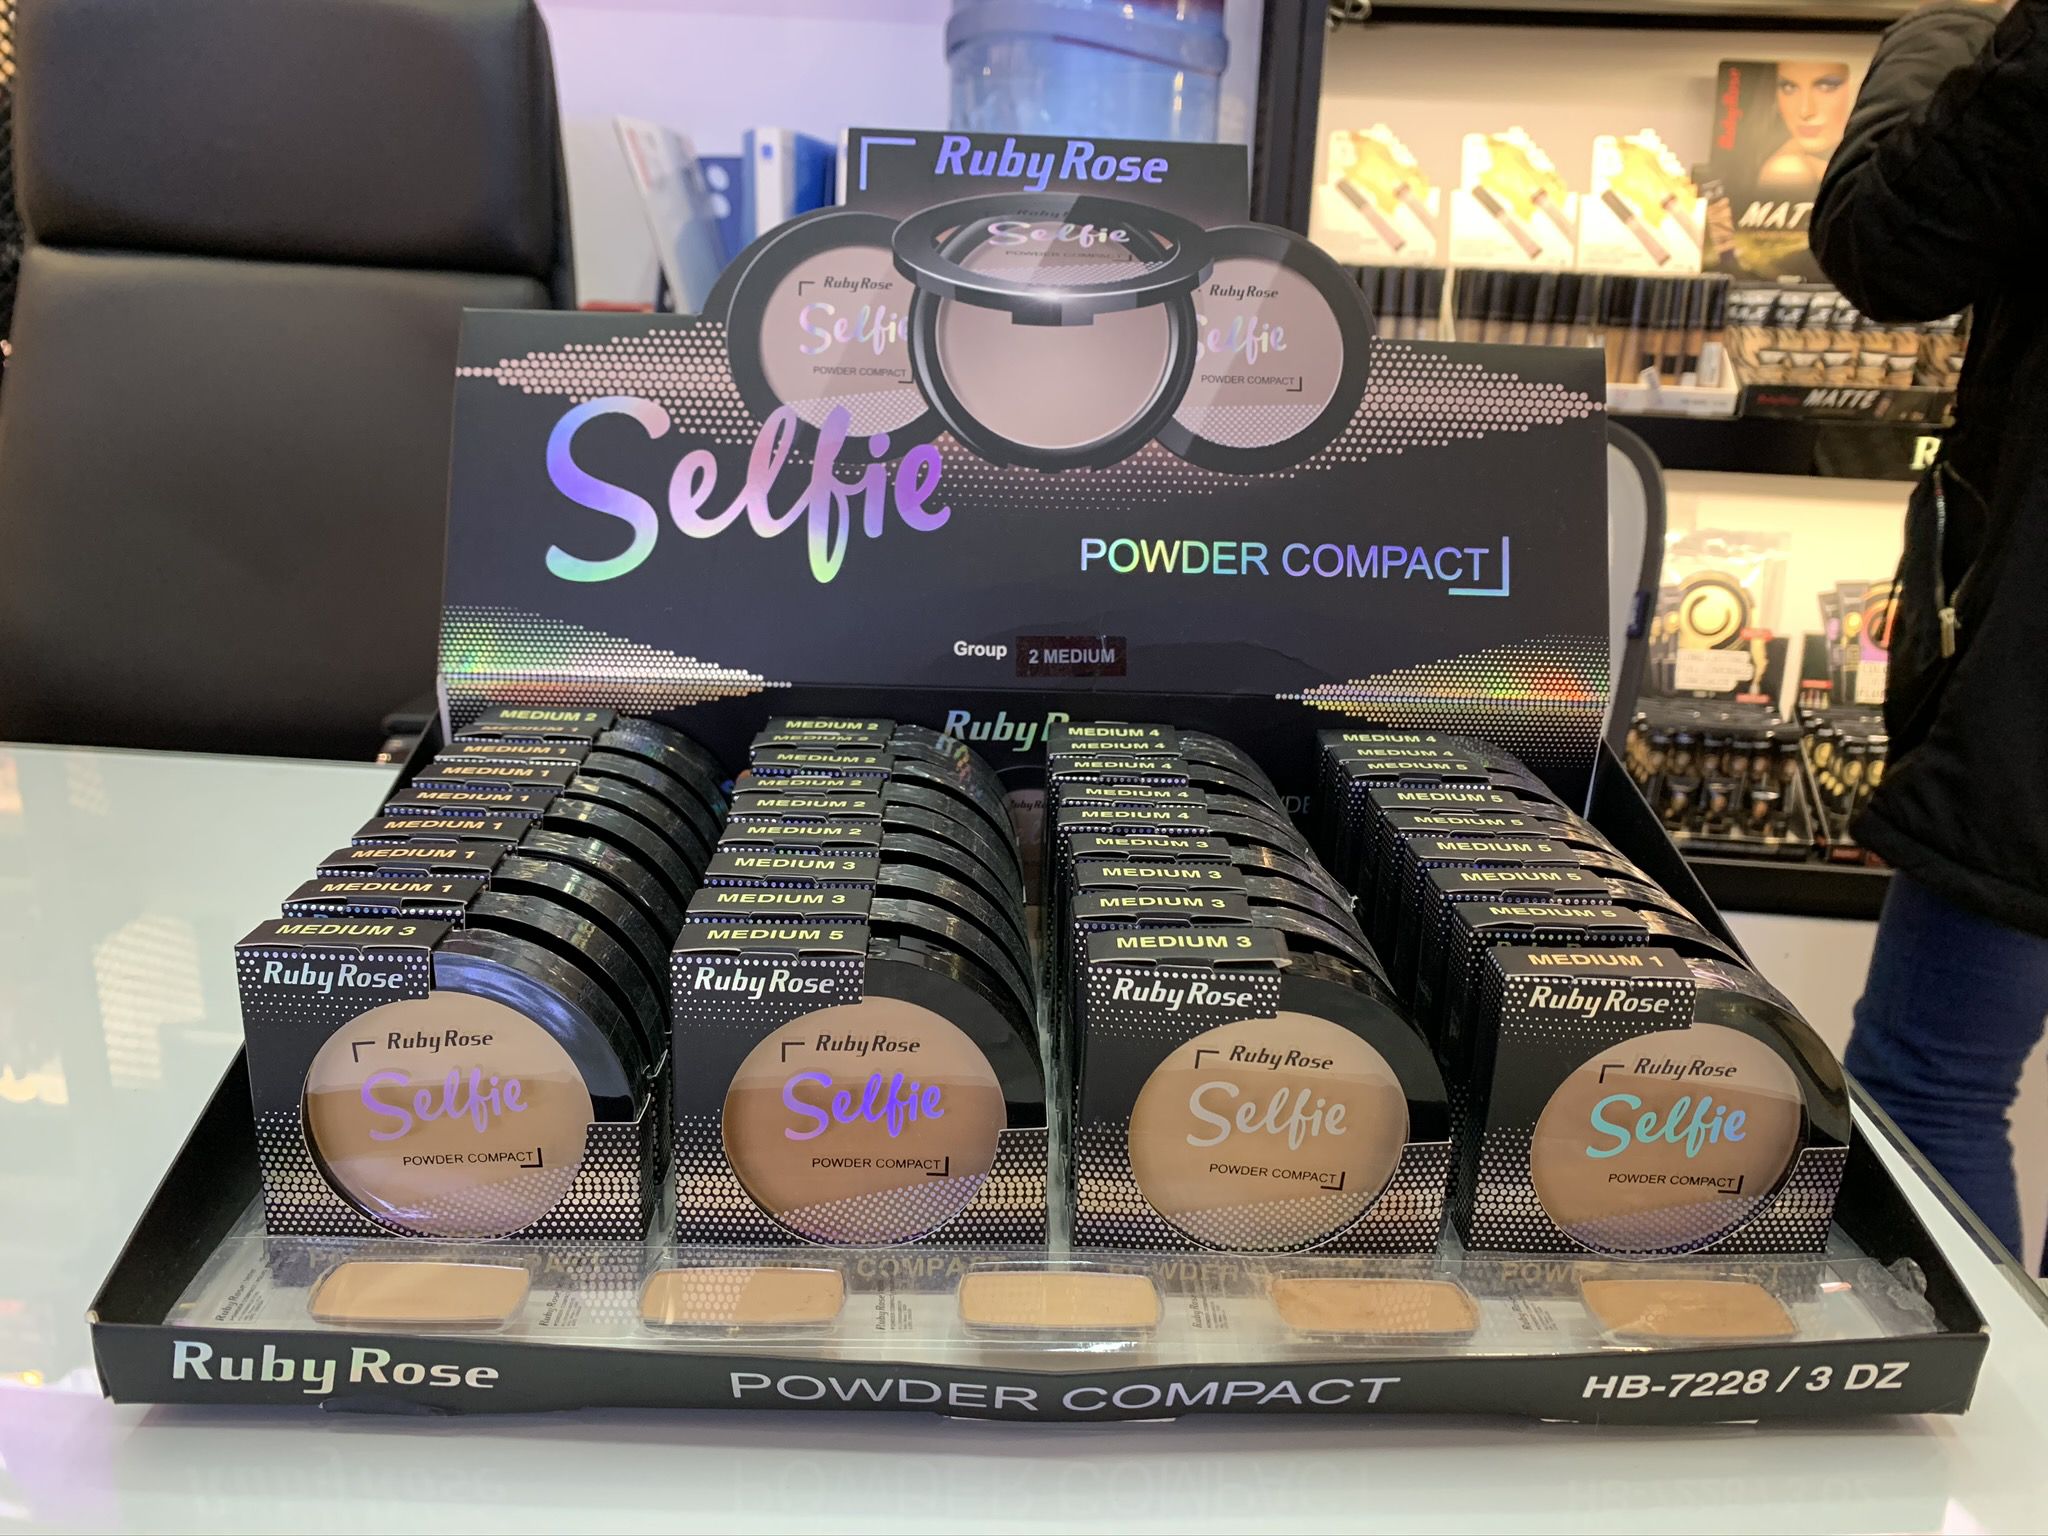 Ruby Rose
Selfie
POWDER COMPACT
Ruby Rose
Selfie
POWDER COMPACT
Ruby Rose
Selfie
POWDER COMPACT
Selfie
POWDER COMPACT
Group 2 MEDIUM
Ruby
MATTE
MEDIUM 2
MEDIUM 1
MEDIUM 1
MEDIUM 1
MEDIUM 1
MEDIUM 1
MEDIUM 1
MEDIUM 1
MEDIUM 3
Ruby Rose
Ruby Rose
Selfie
POWDER COMPACT
MEDIUM 2
MEDIUM 2
MEDIUM 2
MEDIUM 2
MEDIUM 2
MEDIUM 2
MEDIUM 3
MEDIUM 3
MEDIUM 5
Ruby Rose
Ruby Rose
Selfie
POWDER COMPACT
MEDIUM 4
MEDIUM 4
MEDIUM 4
MEDIUM 4
MEDIUM 4
MEDIUM 3
MEDIUM 3
MEDIUM 3
MEDIUM 3
Ruby Rose
Ruby Rose
Selfie
POWDER COMPACT
MEDIUM 4
MEDIUM 4
MEDIUM 5
MEDIUM 5
MEDIUM 5
MEDIUM 5
MEDIUM 5
MEDIUM 5
MEDIUM 1
Ruby Rose
Ruby Rose
Selfie
POWDER COMPACT
Ruby Rose POWDER COMPACT HB-7228 / 3 DZ